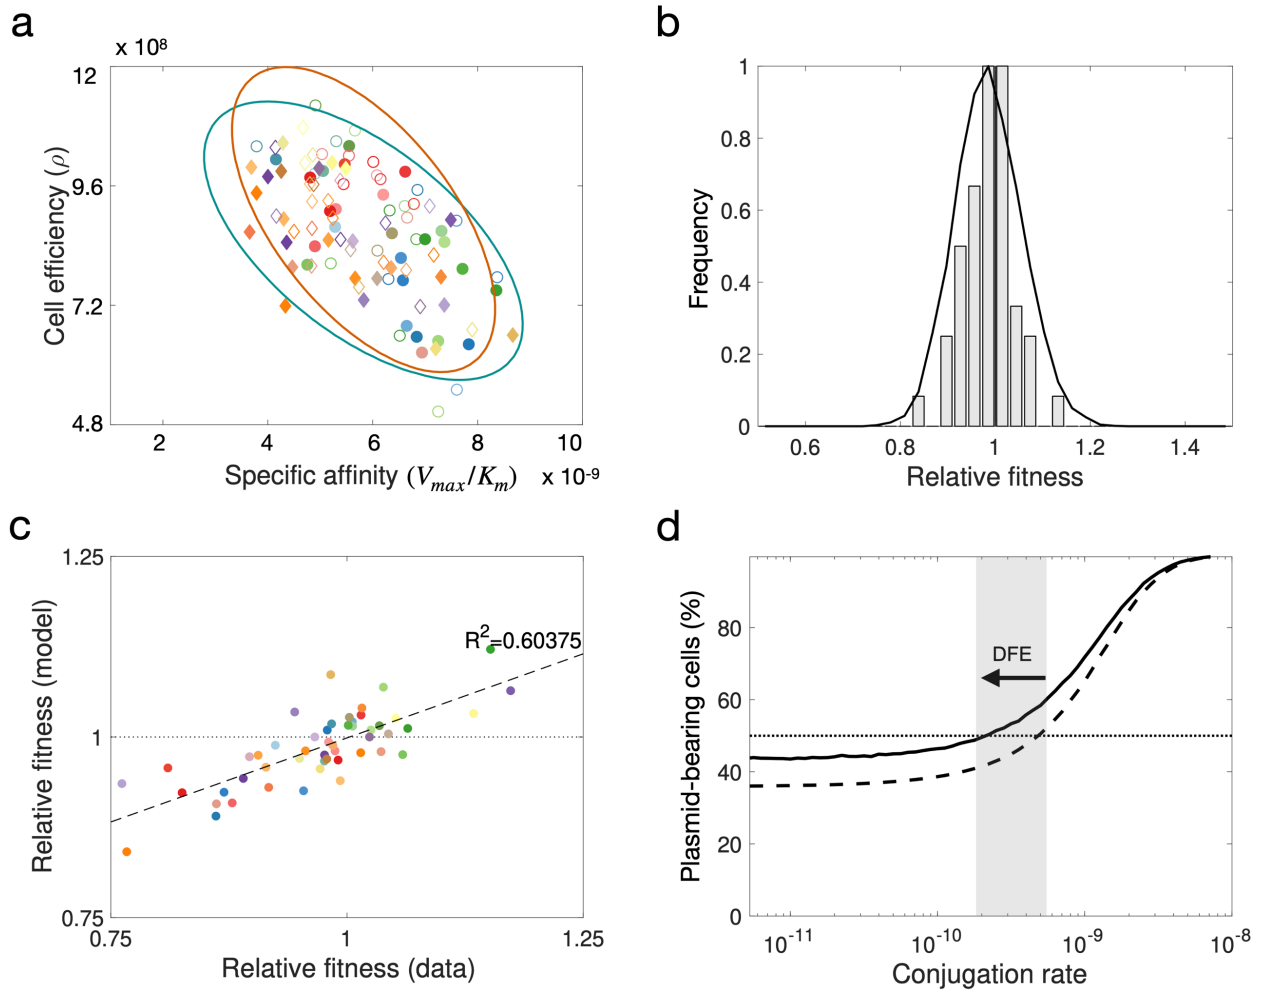 a
x 10⁸
12
9.6
7.2
4.8
Cell efficiency (ρ)
2
4
6
8
10
Specific affinity (Vmax/Km)
x 10⁻⁹
b
1
0.8
0.6
0.4
0.2
0
Frequency
0.6
0.8
1
1.2
1.4
Relative fitness
c
1.25
1
0.75
Relative fitness (model)
R²=0.60375
0.75
1
1.25
Relative fitness (data)
d
80
60
40
20
0
Plasmid-bearing cells (%)
DFE
10⁻¹¹
10⁻¹⁰
10⁻⁹
10⁻⁸
Conjugation rate